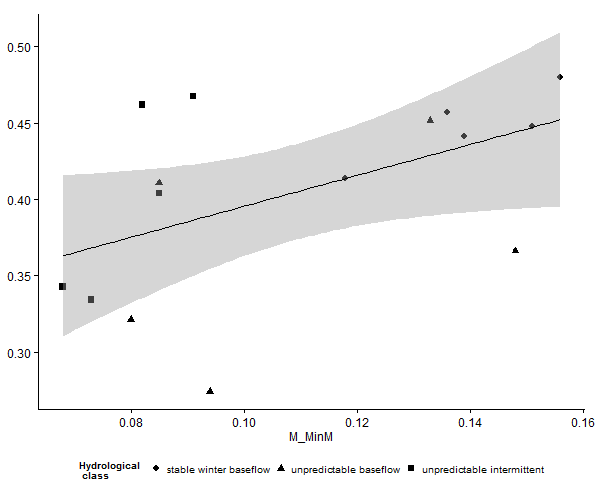 0.50
0.45
0.40
0.35
0.30
0.08 0.10 0.12 0.14 0.16
M_MinM
Hydrological
class
stable winter baseflow unpredictable baseflow unpredictable intermittent